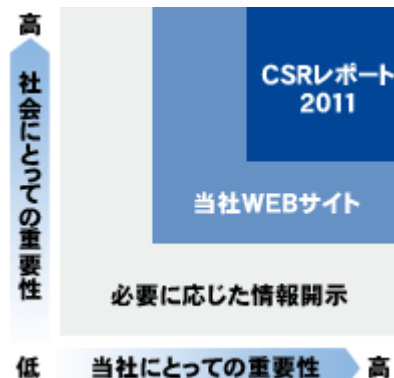 高
社会にとっての重要性
CSRレポート
2011
当社WEBサイト
必要に応じた情報開示
低
当社にとっての重要性
高